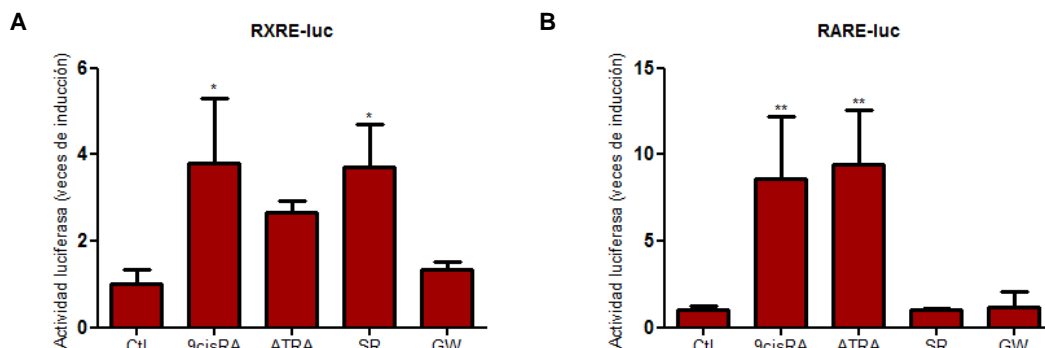 A
RXRE-luc
Actividad luciferasa (veces de inducción)
6
4
2
0
*
*
Ctl
9cisRA
ATRA
SR
GW
B
RARE-luc
Actividad luciferasa (veces de inducción)
15
10
5
0
**
**
Ctl
9cisRA
ATRA
SR
GW